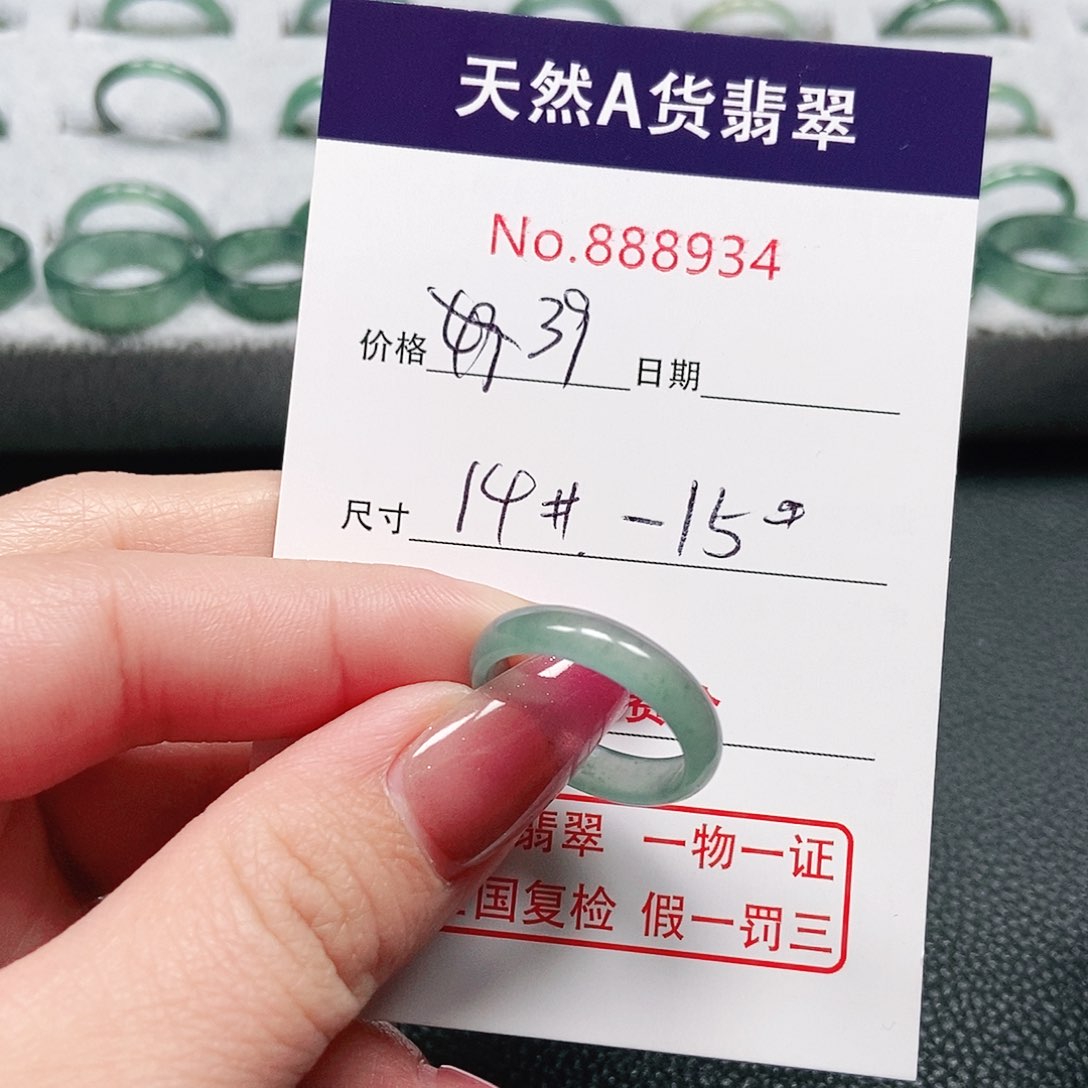 天然A货翡翠
No.888934
价格 39 日期
尺寸 14# -15#
翡翠 一物一证
国复检 假一罚三